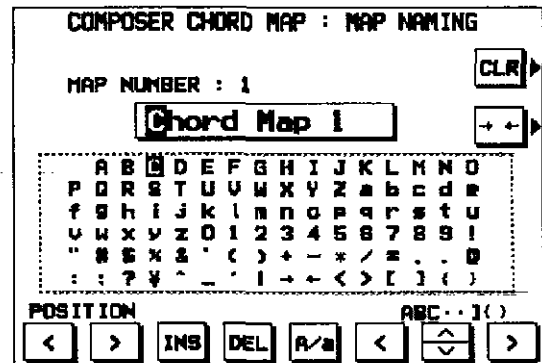 COMPOSER CHORD MAP : MAP NAMING
CLR
MAP NUMBER : 1
Chord Map 1
→ ←
A B C D E F G H I J K L M N O
P Q R S T U V W X Y Z a b c d e
f g h i j k l m n o p q r s t u
v w x y z 0 1 2 3 4 5 6 7 8 9 !
" # $ % & ' ( ) + - * / = , . @
: ; ? ¥ ^ _ ` | → ← < > [ ] { }
POSITION ABC··]{}
< > INS DEL A/a < >